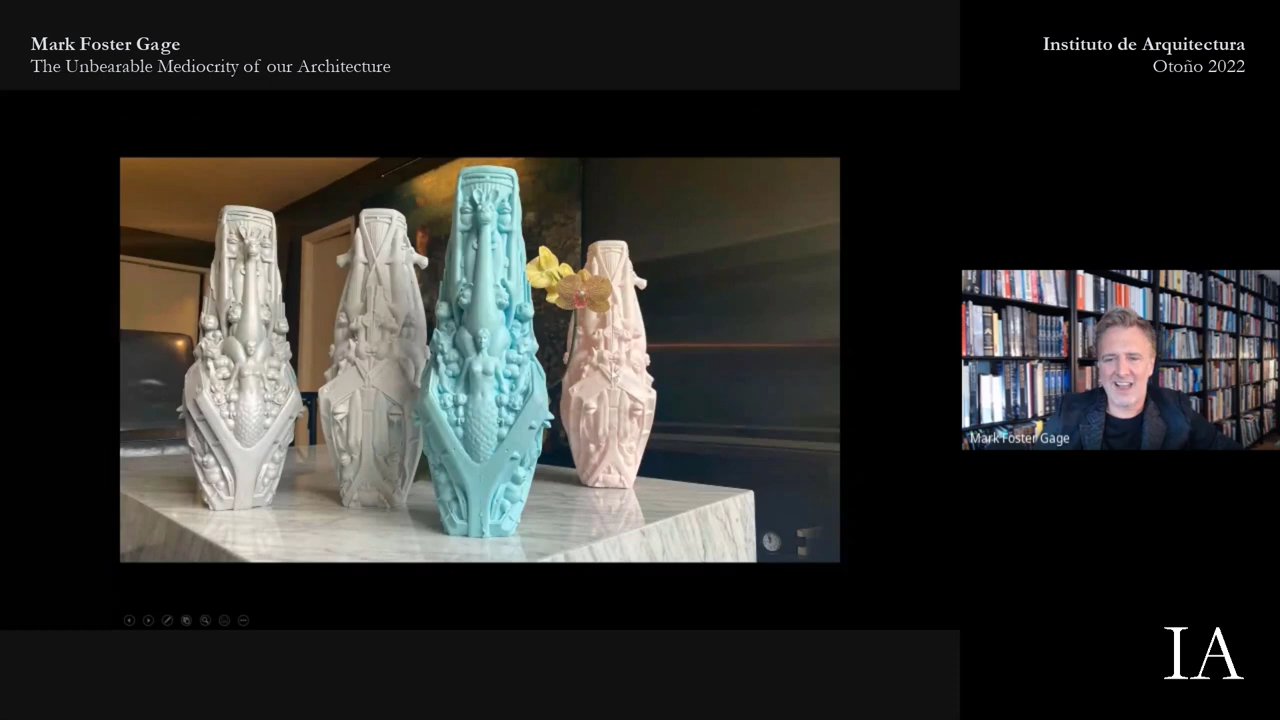 Mark Foster Gage
The Unbearable Mediocrity of our Architecture
Instituto de Arquitectura
Otoño 2022
Mark Foster Gage
IA